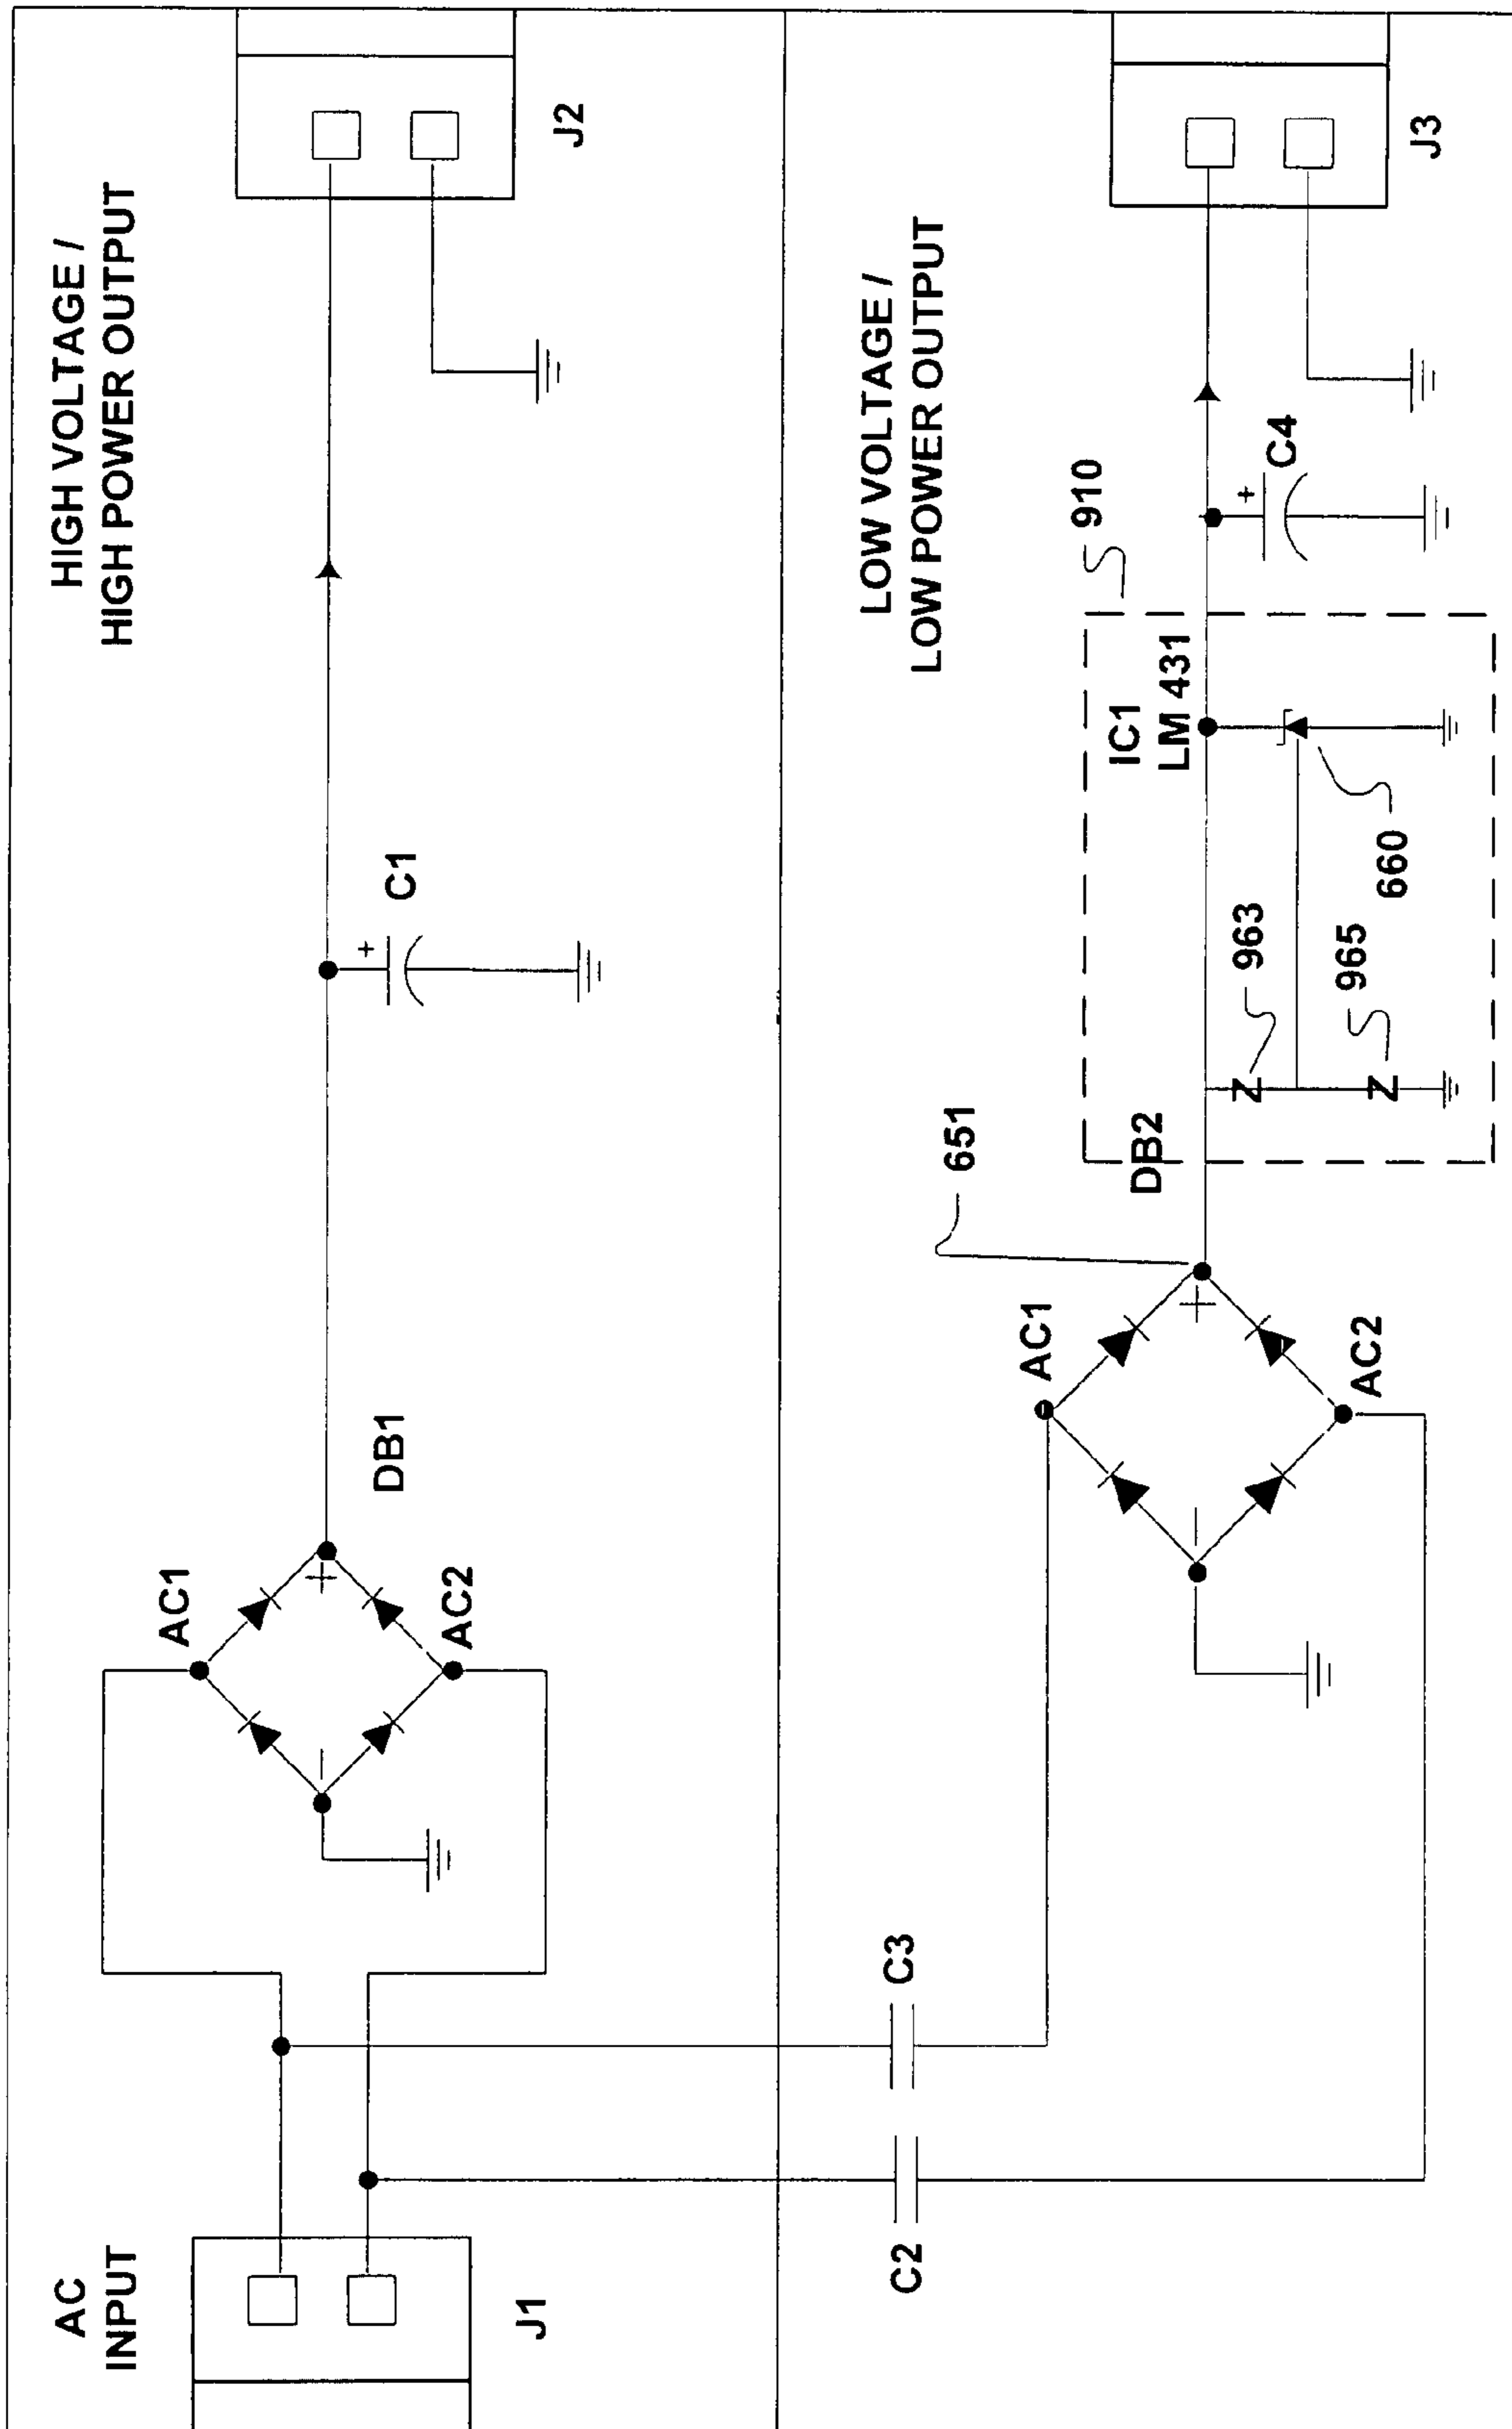 AC
INPUT
J1
AC1
AC2
DB1
+
C1
HIGH VOLTAGE /
HIGH POWER OUTPUT
J2
C2
C3
AC1
AC2
651
DB2
963
965
660
IC1
LM 431
910
+
C4
LOW VOLTAGE /
LOW POWER OUTPUT
J3